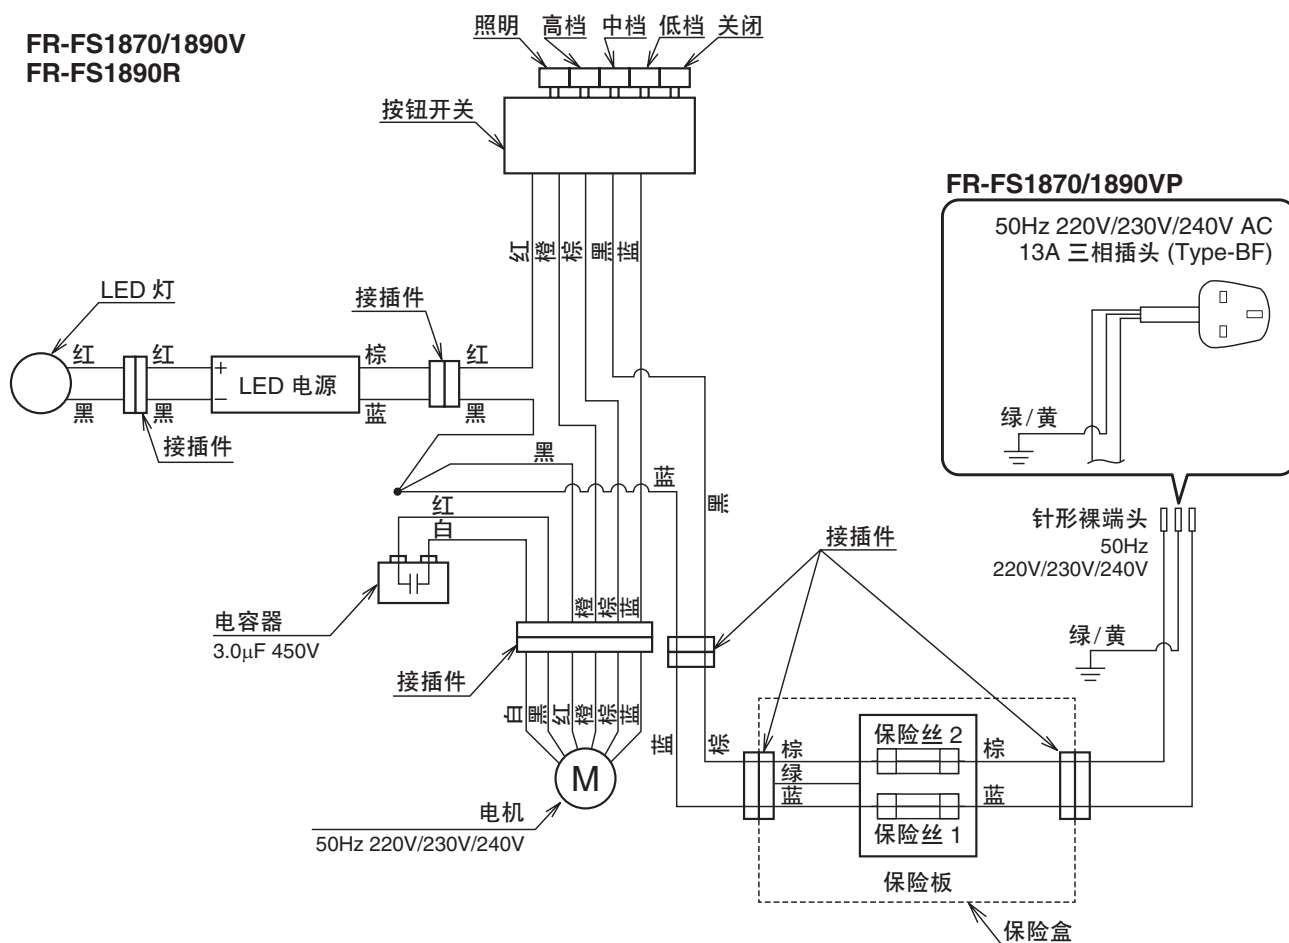 FR-FS1870/1890V
FR-FS1890R
照明 高档 中档 低档 关闭
按钮开关
红 橙 棕 黑 蓝
FR-FS1870/1890VP
50Hz 220V/230V/240V AC
13A 三相插头 (Type-BF)
绿/黄
LED 灯
接插件
红 红 棕 红
+
LED 电源
−
黑 黑 蓝 黑
接插件
黑
蓝
黑
红
白
电容器
3.0μF 450V
橙 棕 蓝
接插件
接插件
针形裸端头
50Hz
220V/230V/240V
绿/黄
白 黑 红 橙 棕 蓝
M
电机
50Hz 220V/230V/240V
蓝 棕
棕 保险丝 2 棕
绿
蓝 保险丝 1 蓝
保险板
保险盒